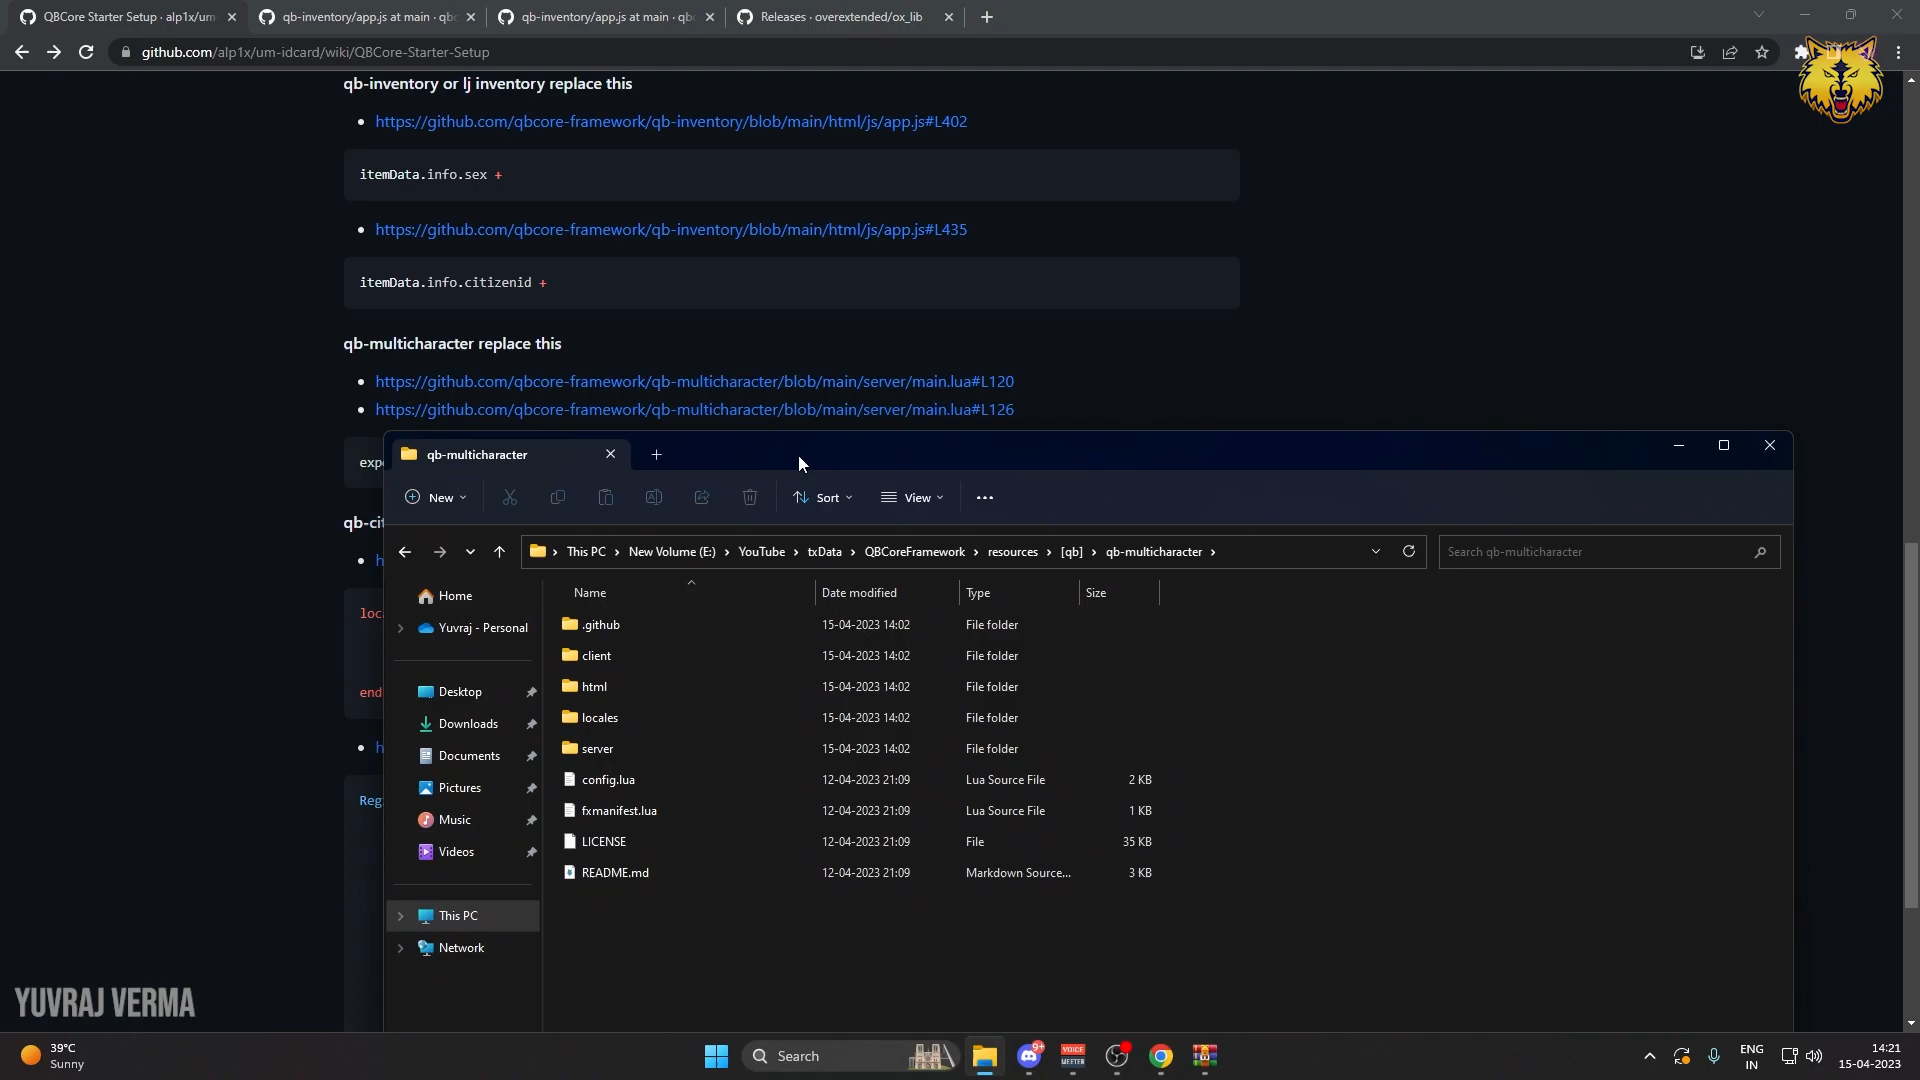 QBCore Starter Setup · alp1x/um-
qb-inventory/app.js at main · qbc
qb-inventory/app.js at main · qbc
Releases · overextended/ox_lib
github.com/alp1x/um-idcard/wiki/QBCore-Starter-Setup
qb-inventory or lj inventory replace this
https://github.com/qbcore-framework/qb-inventory/blob/main/html/js/app.js#L402
itemData.info.sex +
https://github.com/qbcore-framework/qb-inventory/blob/main/html/js/app.js#L435
itemData.info.citizenid +
qb-multicharacter replace this
https://github.com/qbcore-framework/qb-multicharacter/blob/main/server/main.lua#L120
https://github.com/qbcore-framework/qb-multicharacter/blob/main/server/main.lua#L126
exp
qb-cit
h
loca
end
h
Reg
qb-multicharacter
New
Sort
View
This PC > New Volume (E:) > YouTube > txData > QBCoreFramework > resources > [qb] > qb-multicharacter >
Search qb-multicharacter
Home
Yuvraj - Personal
Desktop
Downloads
Documents
Pictures
Music
Videos
This PC
Network
Name Date modified Type Size
.github 15-04-2023 14:02 File folder
client 15-04-2023 14:02 File folder
html 15-04-2023 14:02 File folder
locales 15-04-2023 14:02 File folder
server 15-04-2023 14:02 File folder
config.lua 12-04-2023 21:09 Lua Source File 2 KB
fxmanifest.lua 12-04-2023 21:09 Lua Source File 1 KB
LICENSE 12-04-2023 21:09 File 35 KB
README.md 12-04-2023 21:09 Markdown Source... 3 KB
YUVRAJ VERMA
39°C
Sunny
Search
9+
VOICE
MEETER
ENG
IN
14:21
15-04-2023